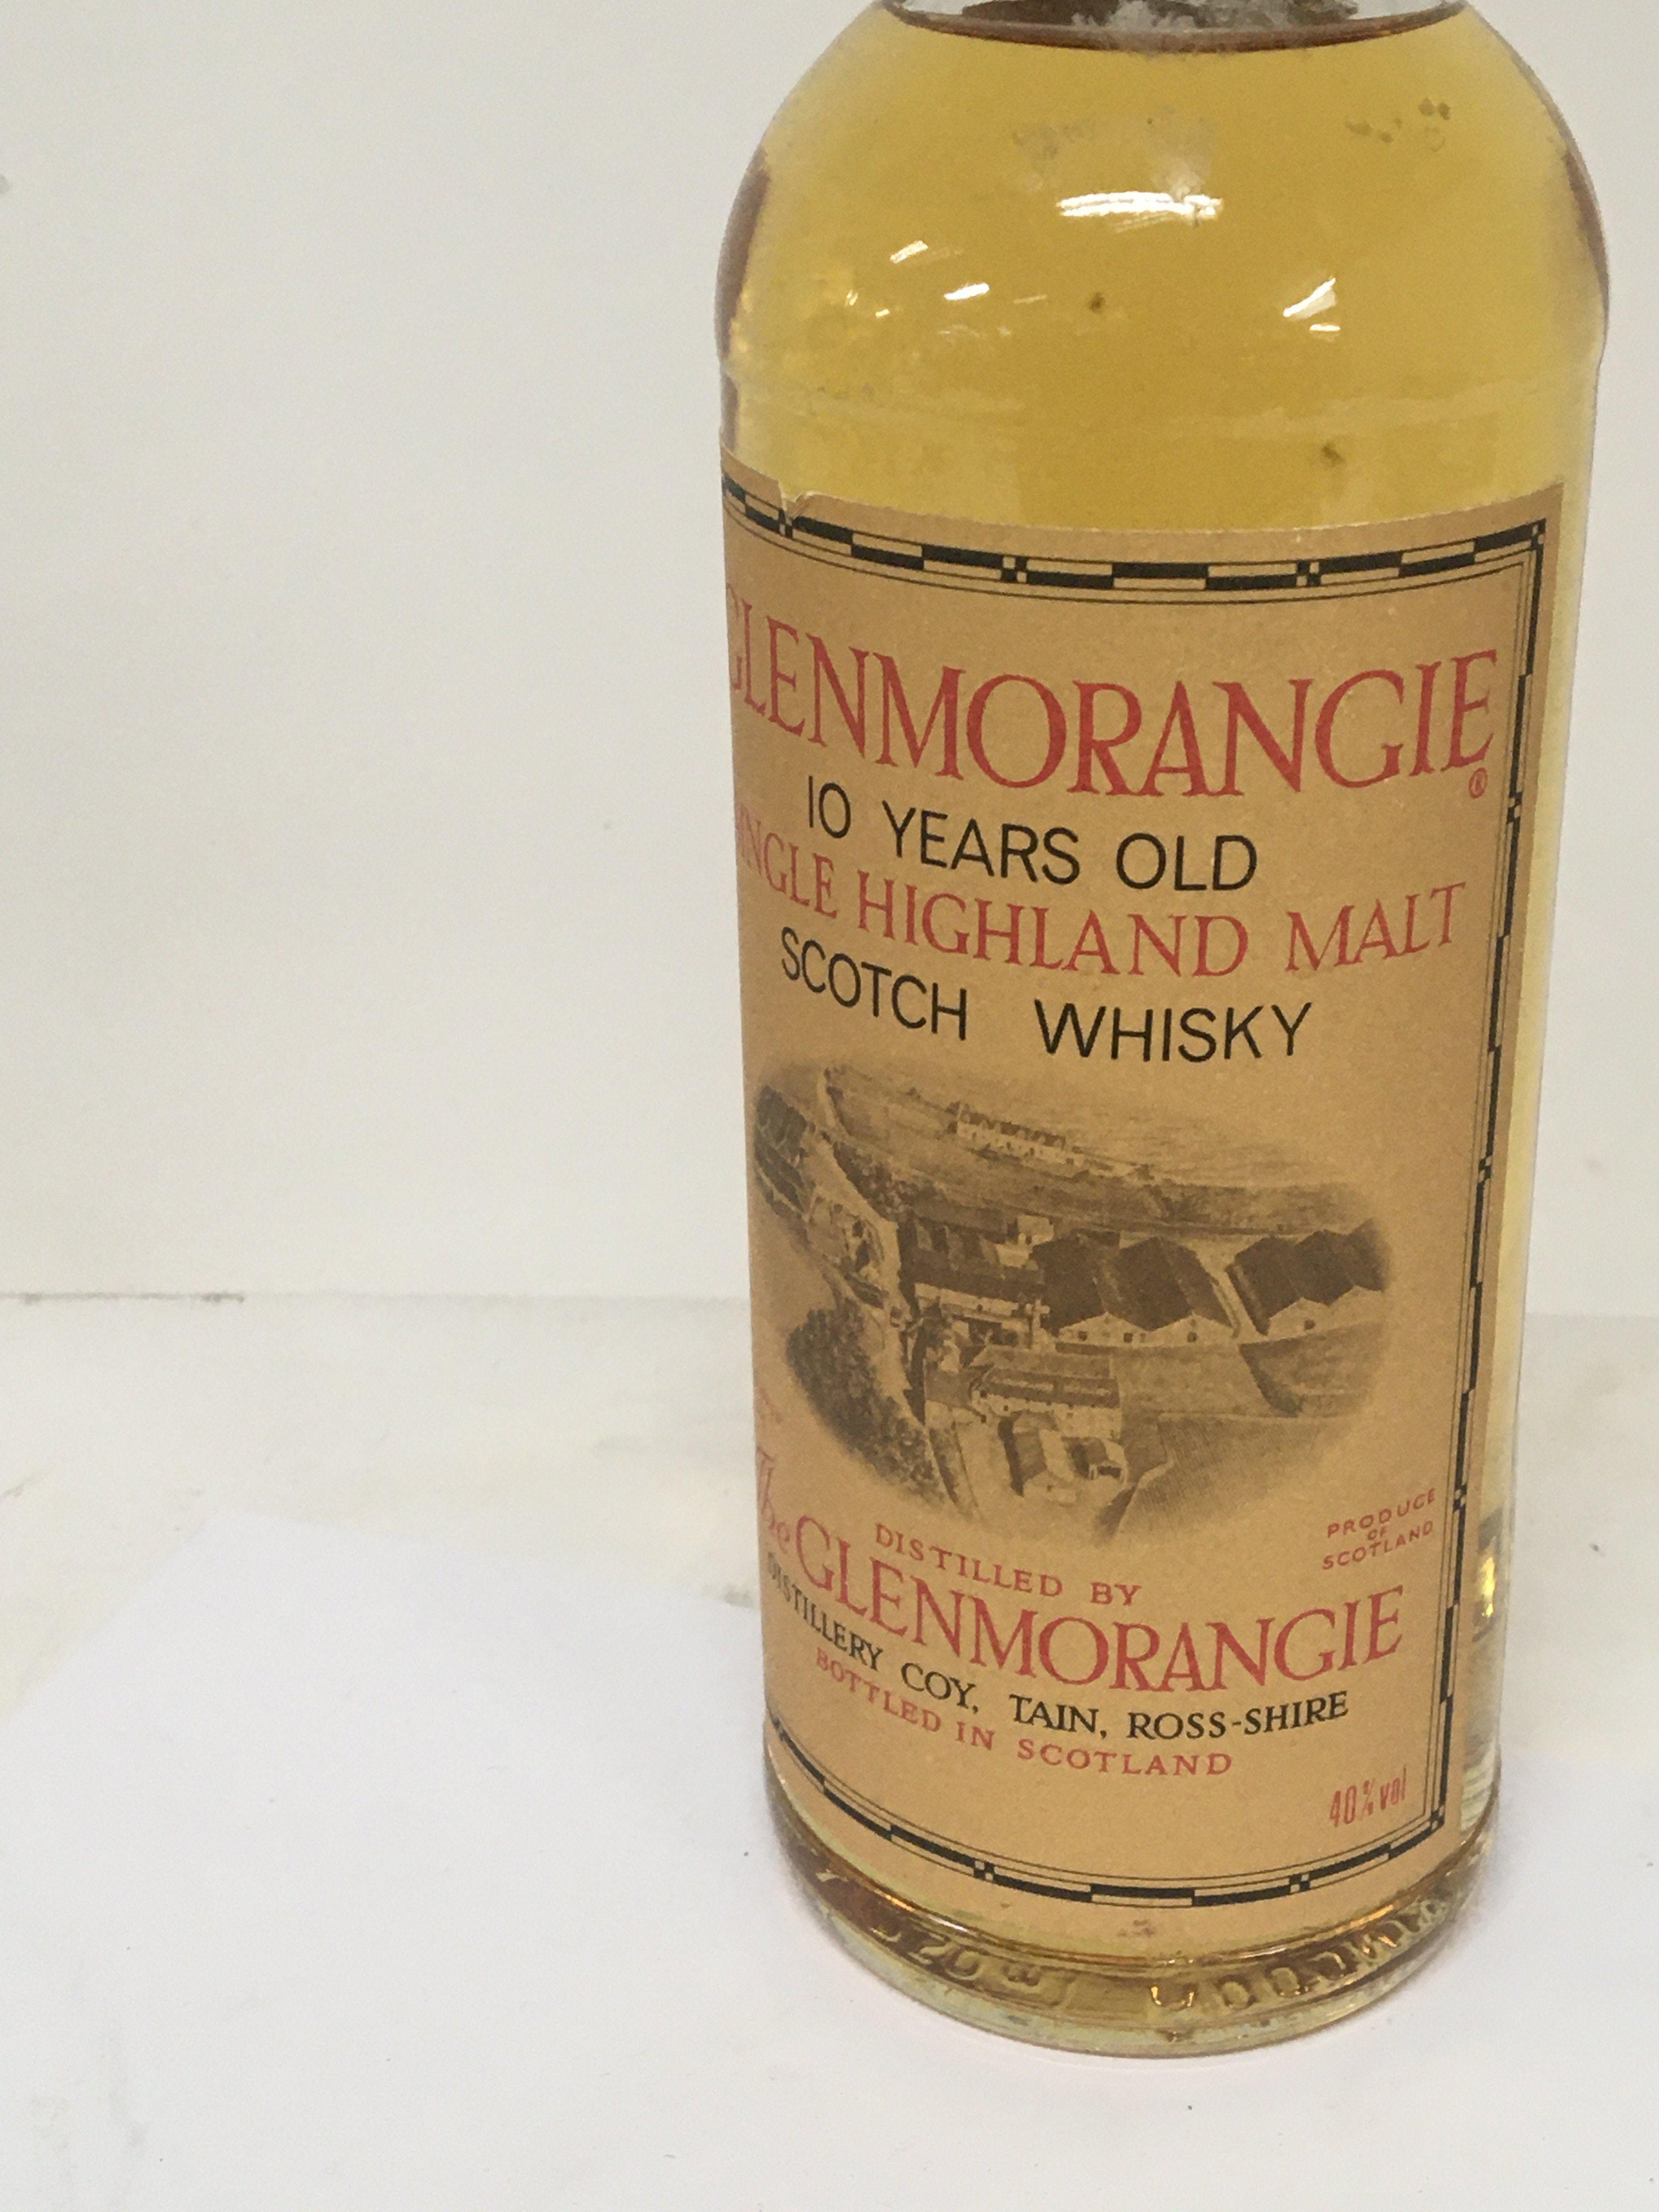 GLENMORANGIE®
10 YEARS OLD
SINGLE HIGHLAND MALT
SCOTCH WHISKY
PRODUCE
OF
SCOTLAND
DISTILLED BY
The GLENMORANGIE
DISTILLERY COY, TAIN, ROSS-SHIRE
BOTTLED IN SCOTLAND
40% vol